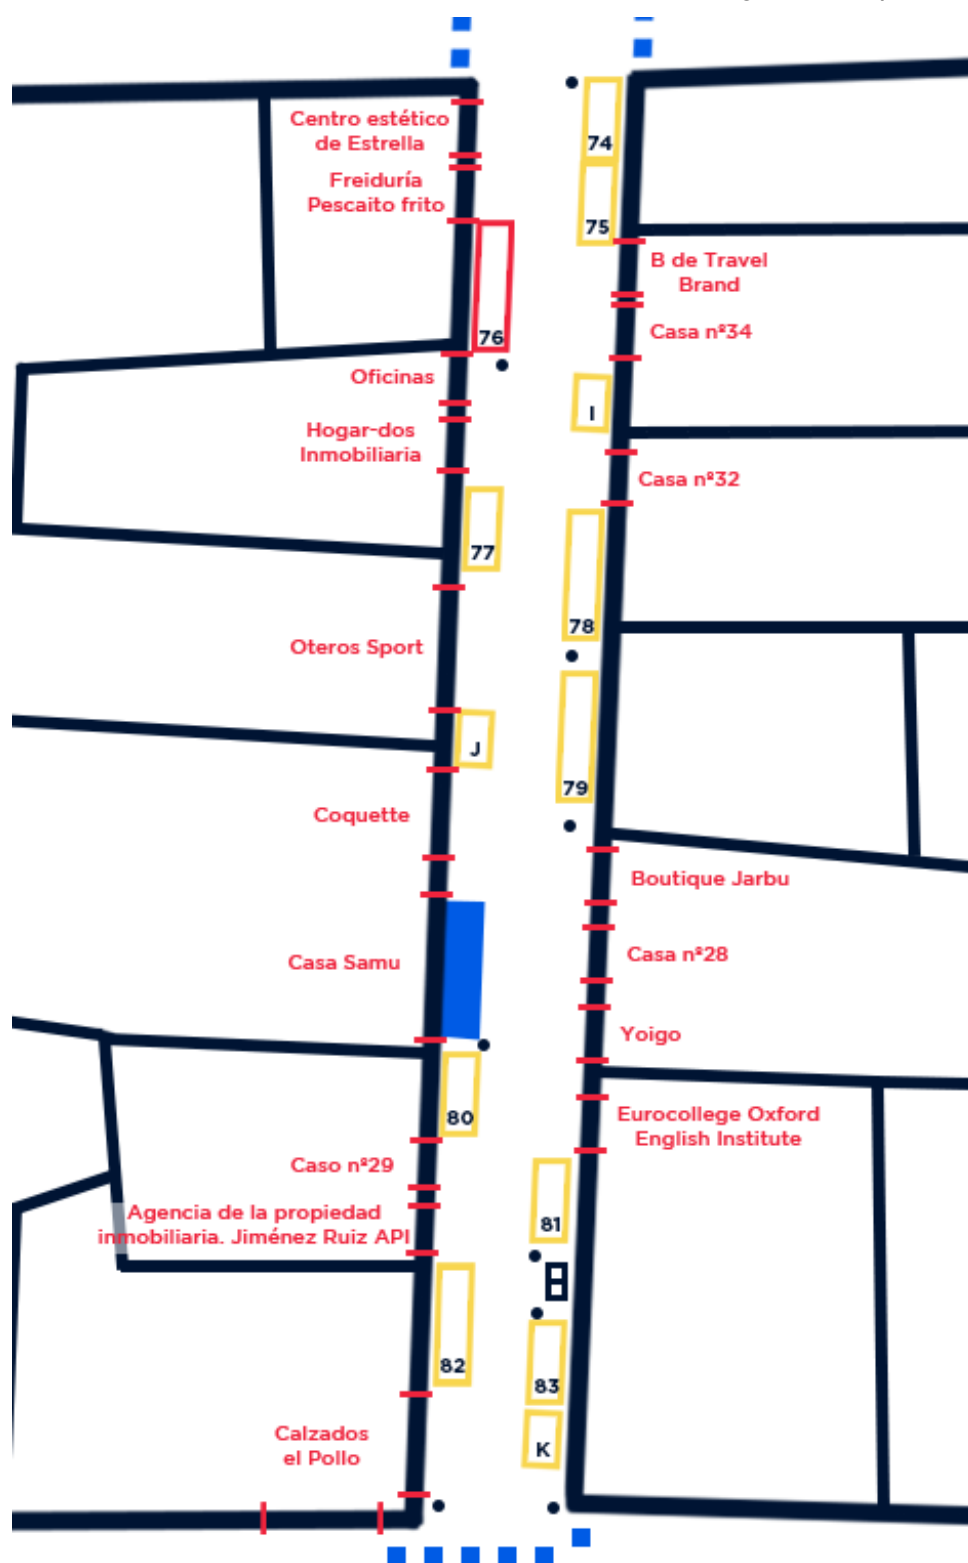 74
Centro estético
de Estrella
Freiduría
Pescaito frito
75
B de Travel
Brand
76
Casa nº34
Oficinas
I
Hogar-dos
Inmobiliaria
Casa nº32
77
78
Oteros Sport
J
79
Coquette
Boutique Jarbu
Casa nº28
Casa Samu
Yoigo
80
Eurocollege Oxford
English Institute
Caso nº29
Agencia de la propiedad
inmobiliaria. Jiménez Ruiz API
81
82
83
Calzados
el Pollo
K